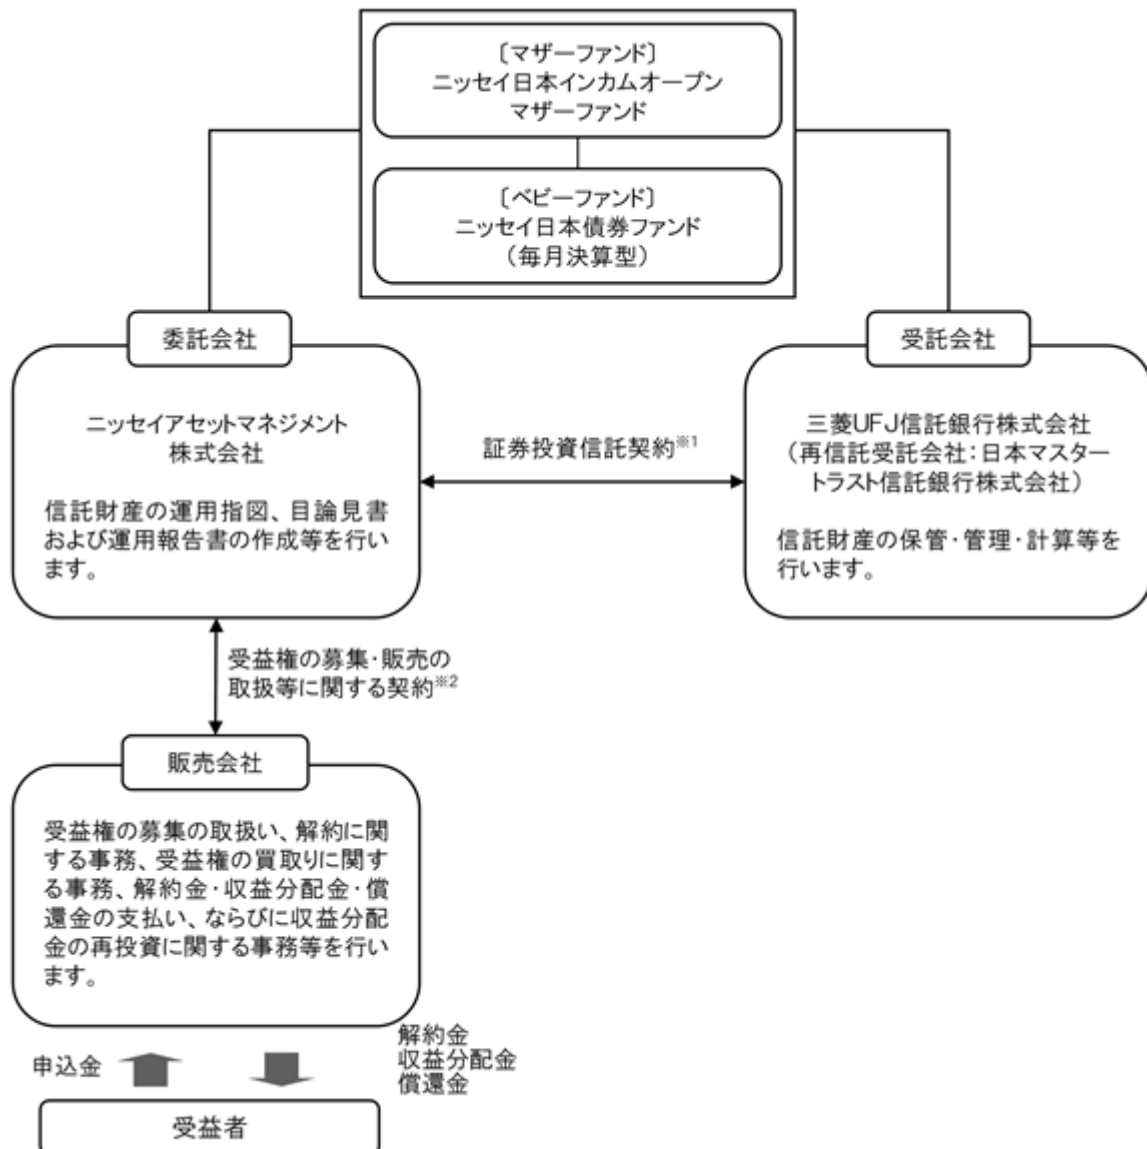 〔マザーファンド〕
ニッセイ日本インカムオープン
マザーファンド
〔ベビーファンド〕
ニッセイ日本債券ファンド
（毎月決算型）
委託会社
ニッセイアセットマネジメント
株式会社
信託財産の運用指図、目論見書
および運用報告書の作成等を行い
ます。
証券投資信託契約※1
受託会社
三菱UFJ信託銀行株式会社
（再信託受託会社：日本マスター
トラスト信託銀行株式会社）
信託財産の保管・管理・計算等を
行います。
受益権の募集・販売の
取扱等に関する契約※2
販売会社
受益権の募集の取扱い、解約に関
する事務、受益権の買取りに関す
る事務、解約金・収益分配金・償
還金の支払い、ならびに収益分配
金の再投資に関する事務等を行い
ます。
申込金
解約金
収益分配金
償還金
受益者